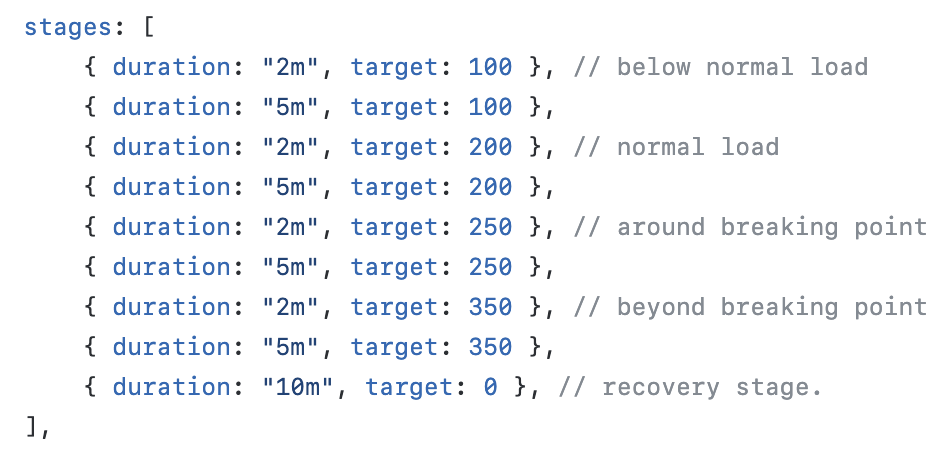 stages: [
    { duration: "2m", target: 100 }, // below normal load
    { duration: "5m", target: 100 },
    { duration: "2m", target: 200 }, // normal load
    { duration: "5m", target: 200 },
    { duration: "2m", target: 250 }, // around breaking point
    { duration: "5m", target: 250 },
    { duration: "2m", target: 350 }, // beyond breaking point
    { duration: "5m", target: 350 },
    { duration: "10m", target: 0 }, // recovery stage.
],